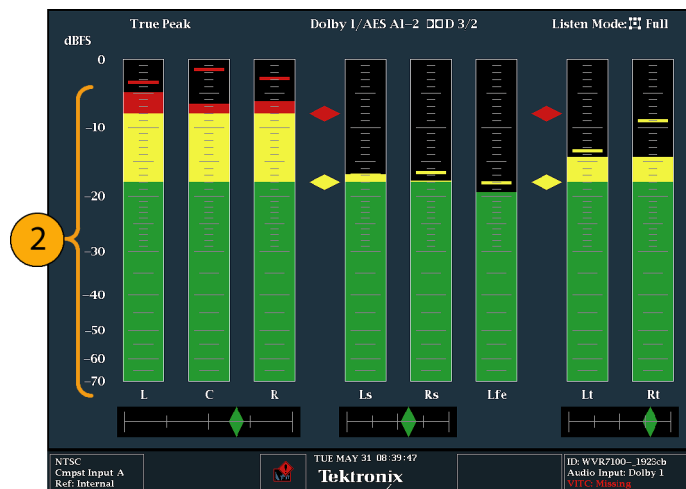 True Peak
Dolby 1/AES A1-2 D 3/2
Listen Mode: Full
dBFS
0
-10
-20
2
-30
-40
-50
-60
-70
L C R Ls Rs Lfe Lt Rt
NTSC
Cmpst Input A
Ref: Internal
TUE MAY 31 08:39:47
Tektronix
ID: WVR7100-_1923cb
Audio Input: Dolby 1
VITC: Missing